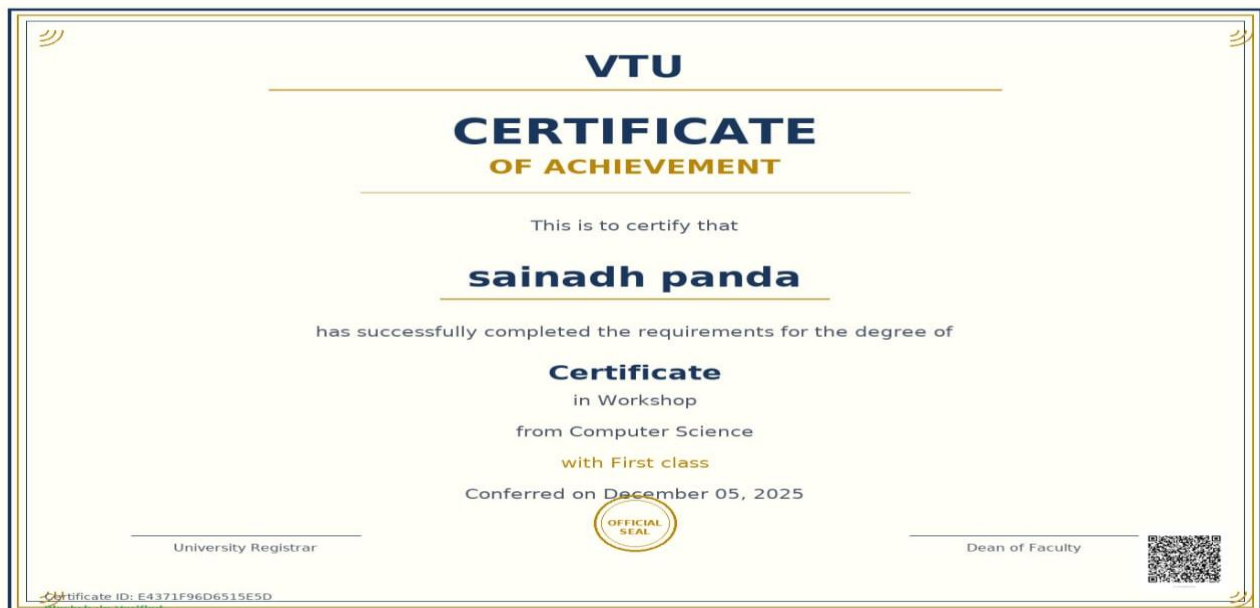 VTU
CERTIFICATE
OF ACHIEVEMENT
This is to certify that
sainadh panda
has successfully completed the requirements for the degree of
Certificate
in Workshop
from Computer Science
with First class
Conferred on December 05, 2025
OFFICIAL
SEAL
University Registrar
Dean of Faculty
Certificate ID: E4371F96D6515E5D